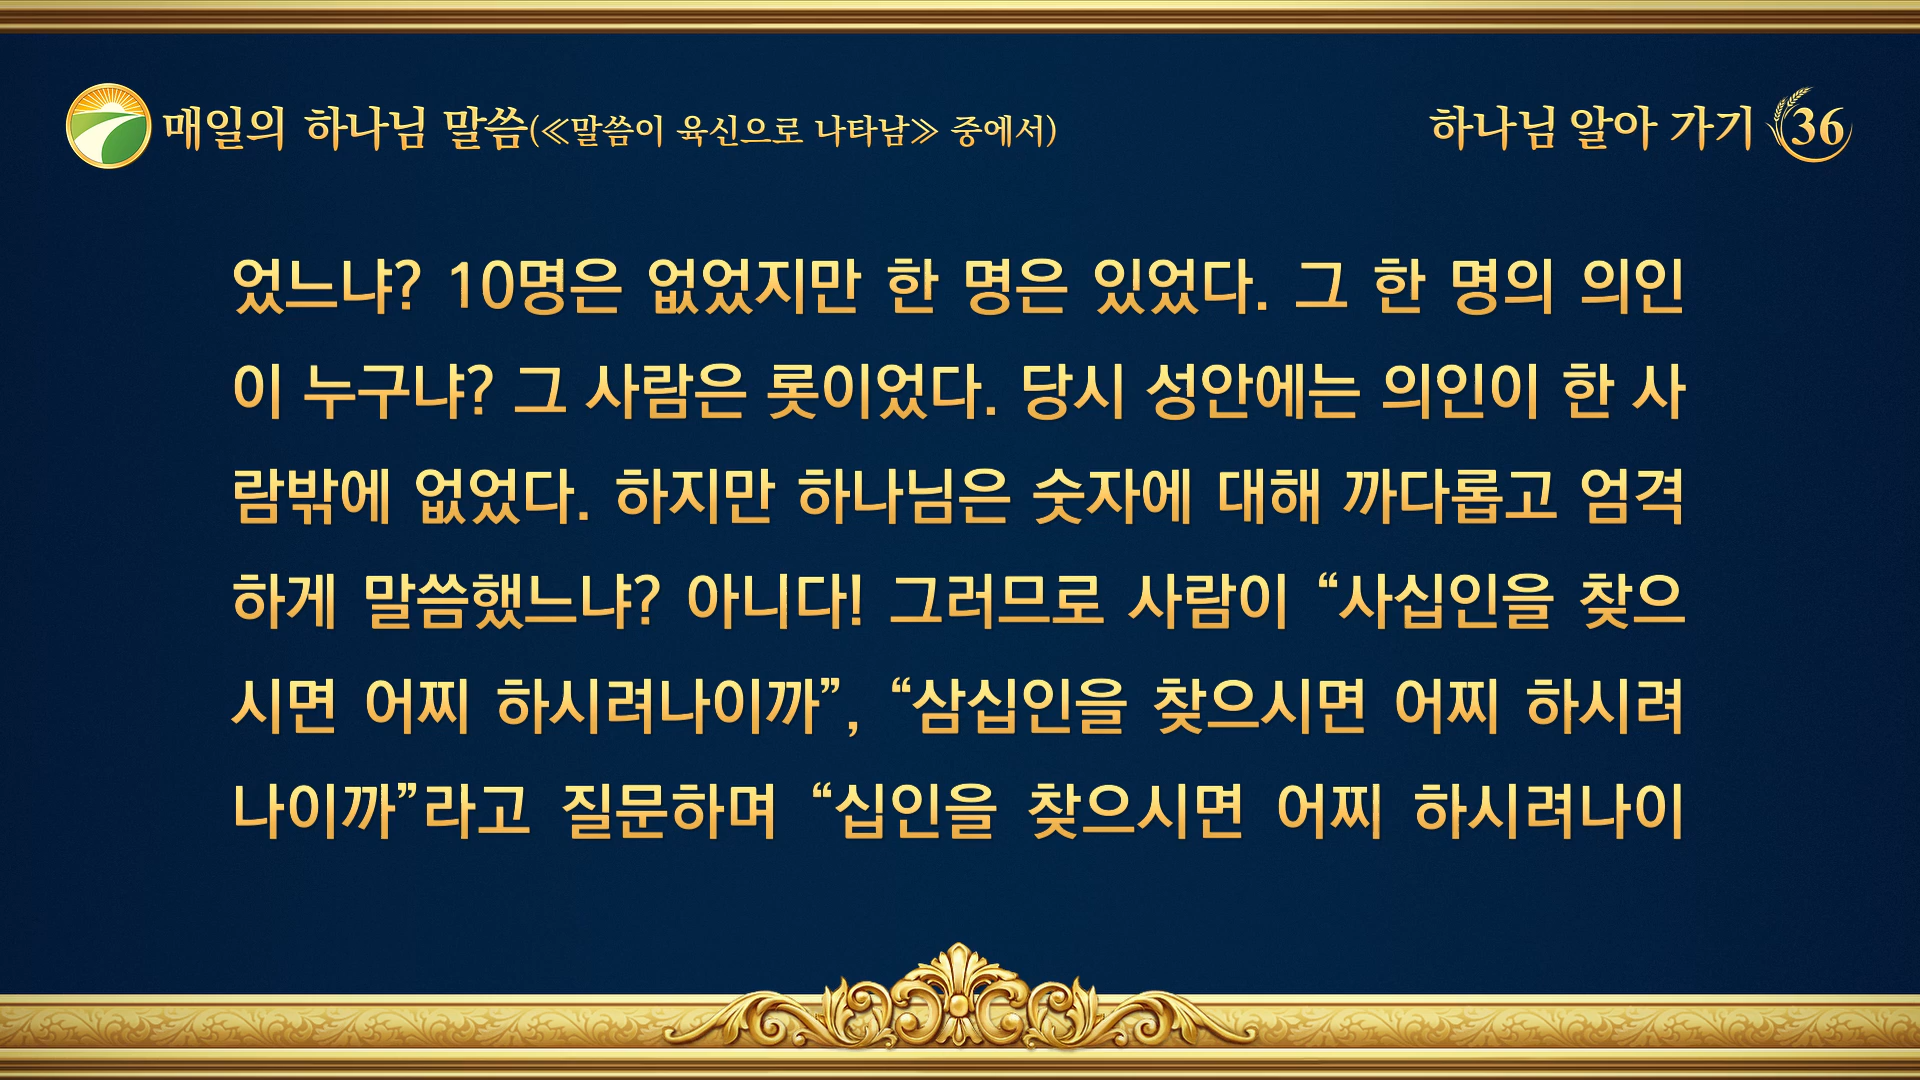 매일의 하나님 말씀(≪말씀이 육신으로 나타남≫ 중에서)
하나님 알아 가기 36
었느냐? 10명은 없었지만 한 명은 있었다. 그 한 명의 의인
이 누구냐? 그 사람은 롯이었다. 당시 성안에는 의인이 한 사
람밖에 없었다. 하지만 하나님은 숫자에 대해 까다롭고 엄격
하게 말씀했느냐? 아니다! 그러므로 사람이 “사십인을 찾으
시면 어찌 하시려나이까”, “삼십인을 찾으시면 어찌 하시려
나이까”라고 질문하며 “십인을 찾으시면 어찌 하시려나이